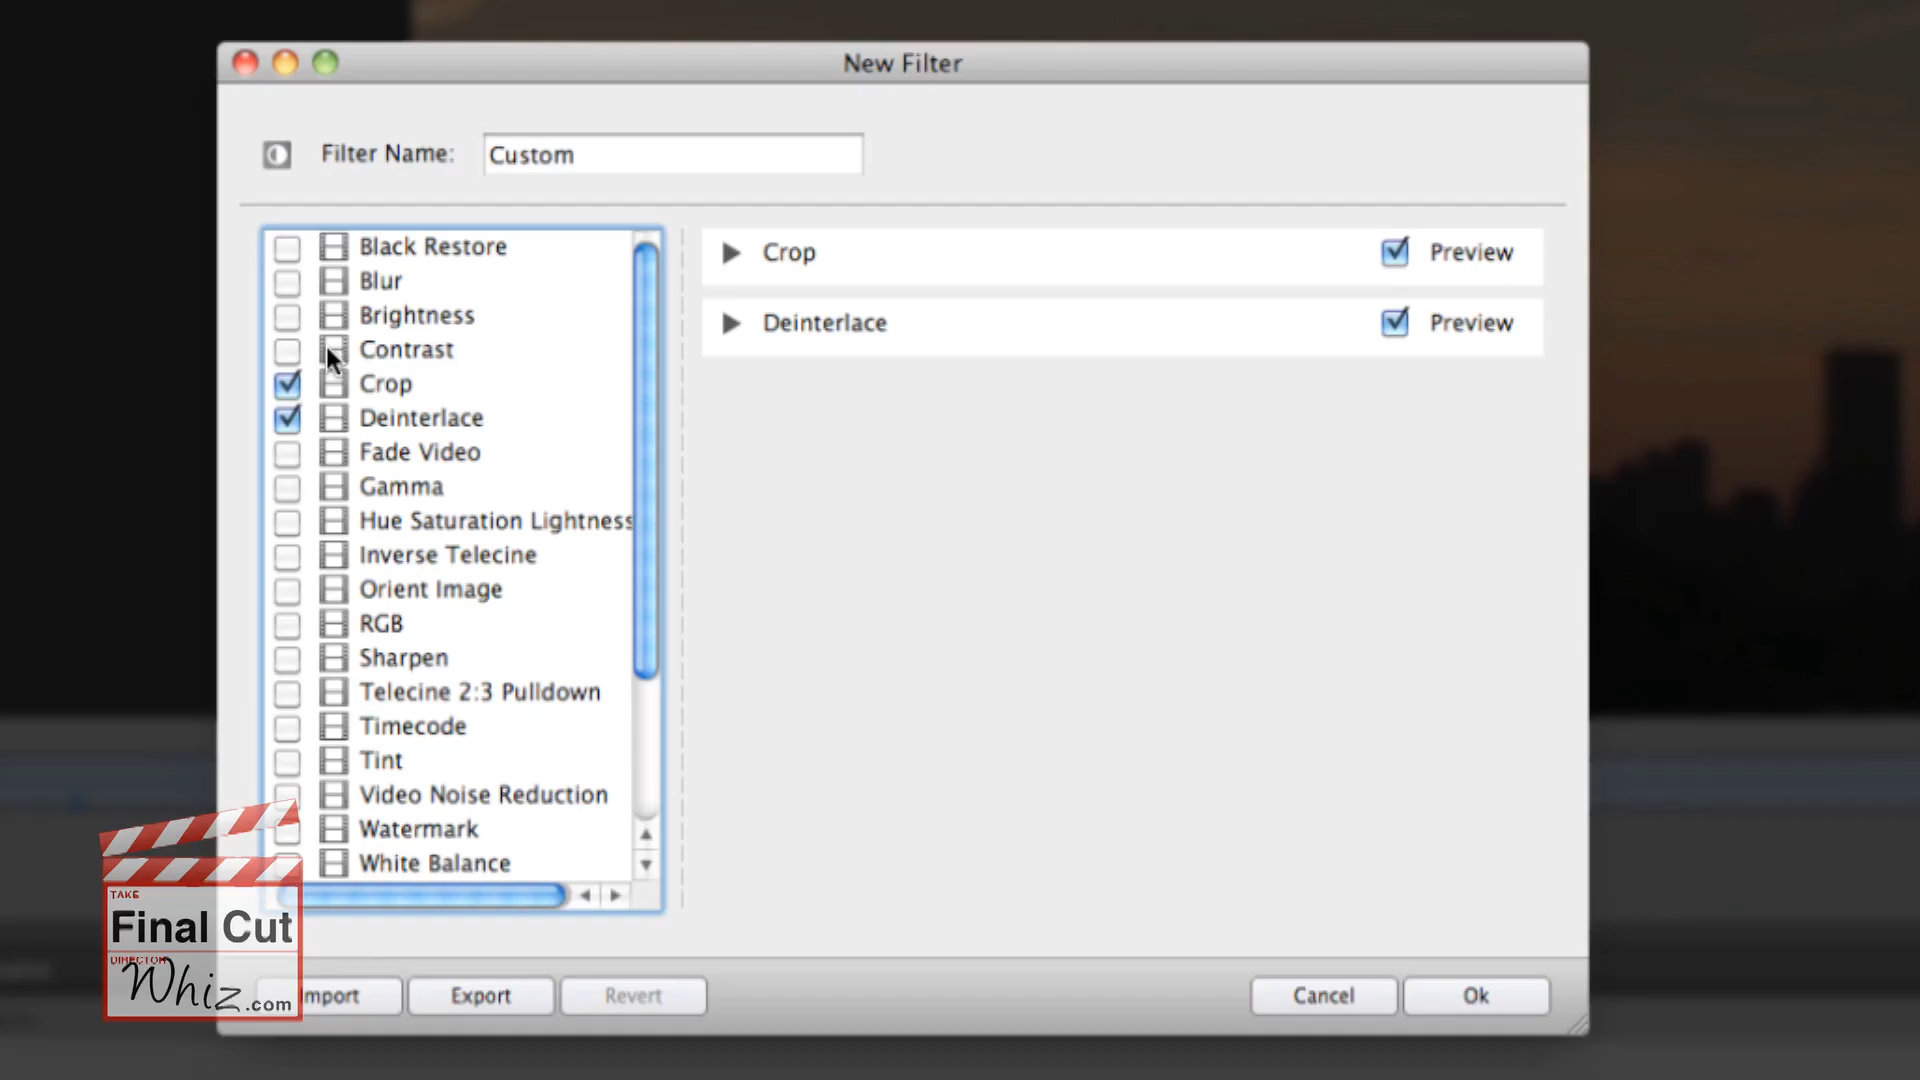 New Filter
Filter Name: Custom
Black Restore
Blur
Brightness
Contrast
Crop
Deinterlace
Fade Video
Gamma
Hue Saturation Lightness
Inverse Telecine
Orient Image
RGB
Sharpen
Telecine 2:3 Pulldown
Timecode
Tint
Video Noise Reduction
Watermark
White Balance
Crop Preview
Deinterlace Preview
TAKE
Final Cut
DIRECTOR
Whiz.com
Import Export Revert Cancel Ok